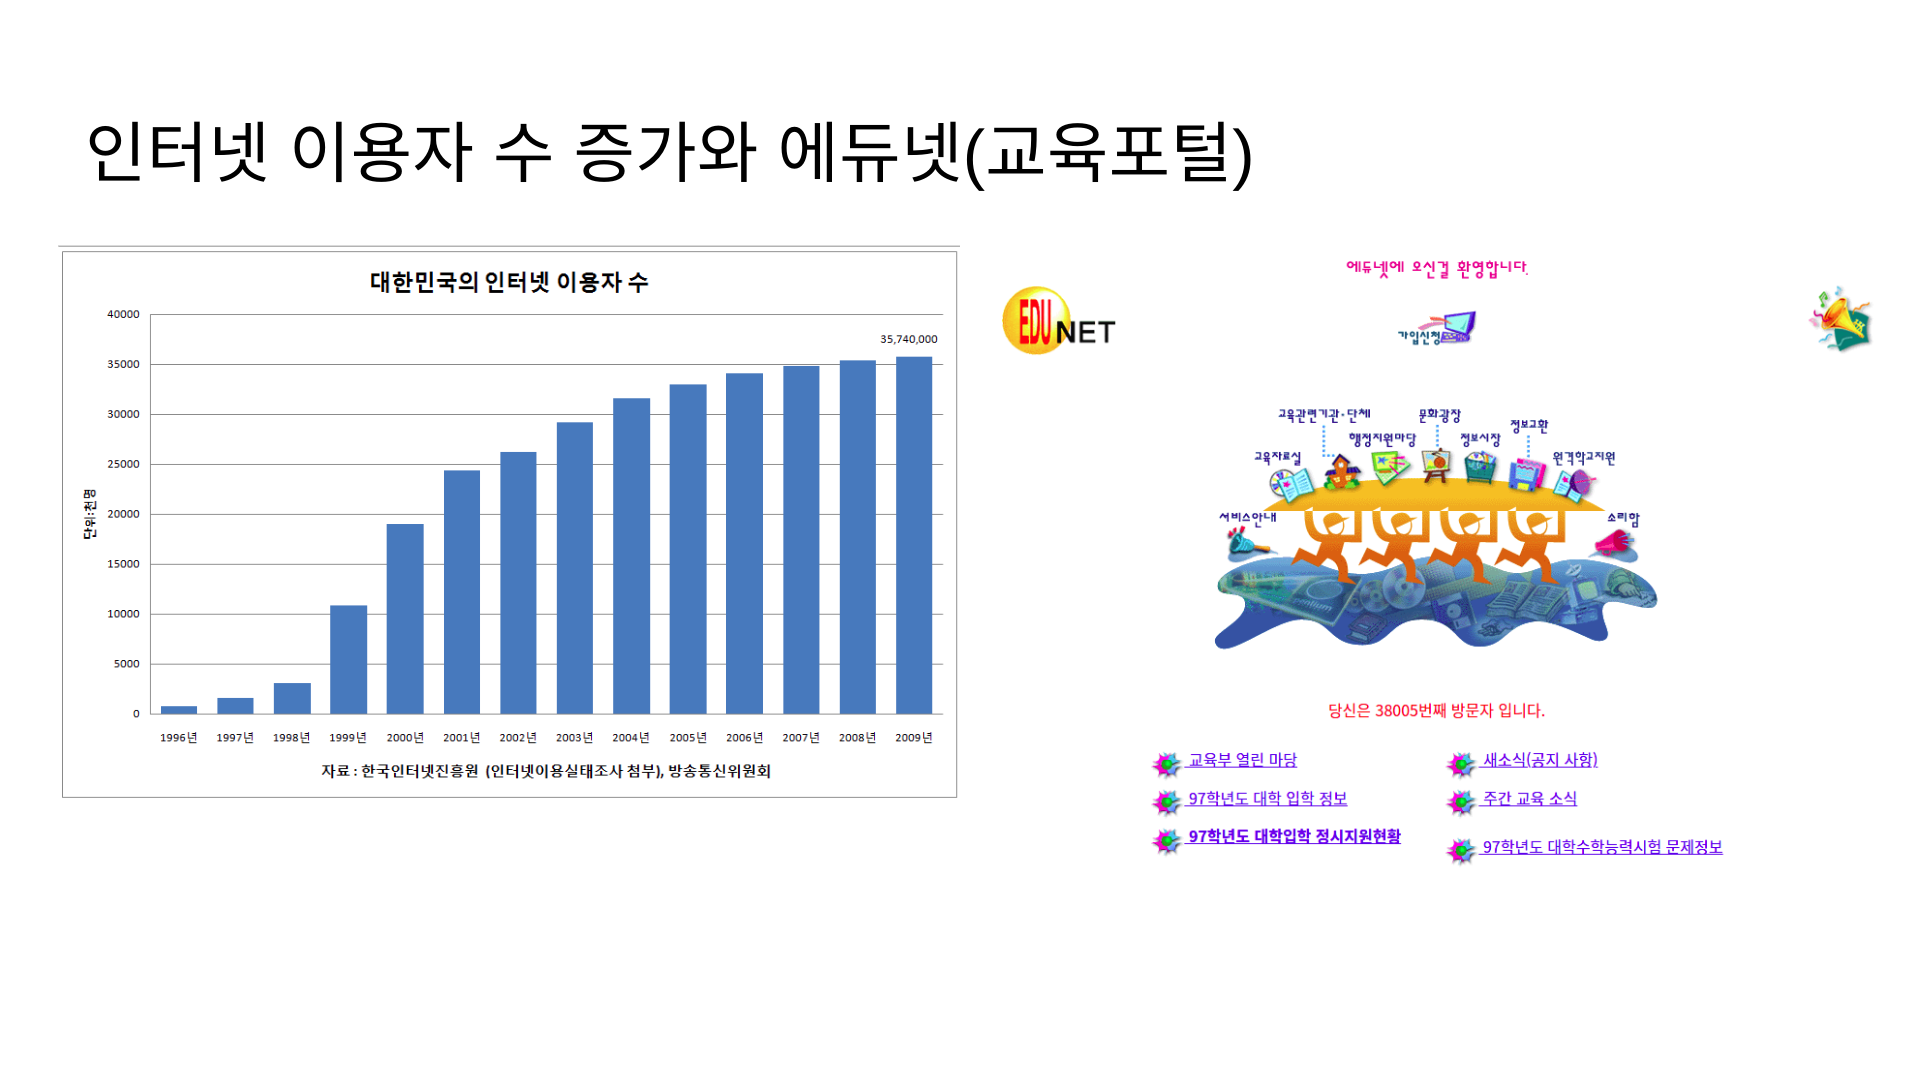 인터넷 이용자 수 증가와 에듀넷(교육포털)
대한민국의 인터넷 이용자 수
단위:천명
40000
35000
30000
25000
20000
15000
10000
5000
0
35,740,000
1996년 1997년 1998년 1999년 2000년 2001년 2002년 2003년 2004년 2005년 2006년 2007년 2008년 2009년
자료 : 한국인터넷진흥원 (인터넷이용실태조사 첨부), 방송통신위원회
에듀넷에 오신걸 환영합니다.
EDU NET
가입신청
교육관련기관·단체
문화광장
정보교환
행정지원마당
정보시장
교육자료실
원격학교지원
서비스안내
소리함
당신은 38005번째 방문자 입니다.
교육부 열린 마당
새소식(공지 사항)
97학년도 대학 입학 정보
주간 교육 소식
97학년도 대학입학 정시지원현황
97학년도 대학수학능력시험 문제정보